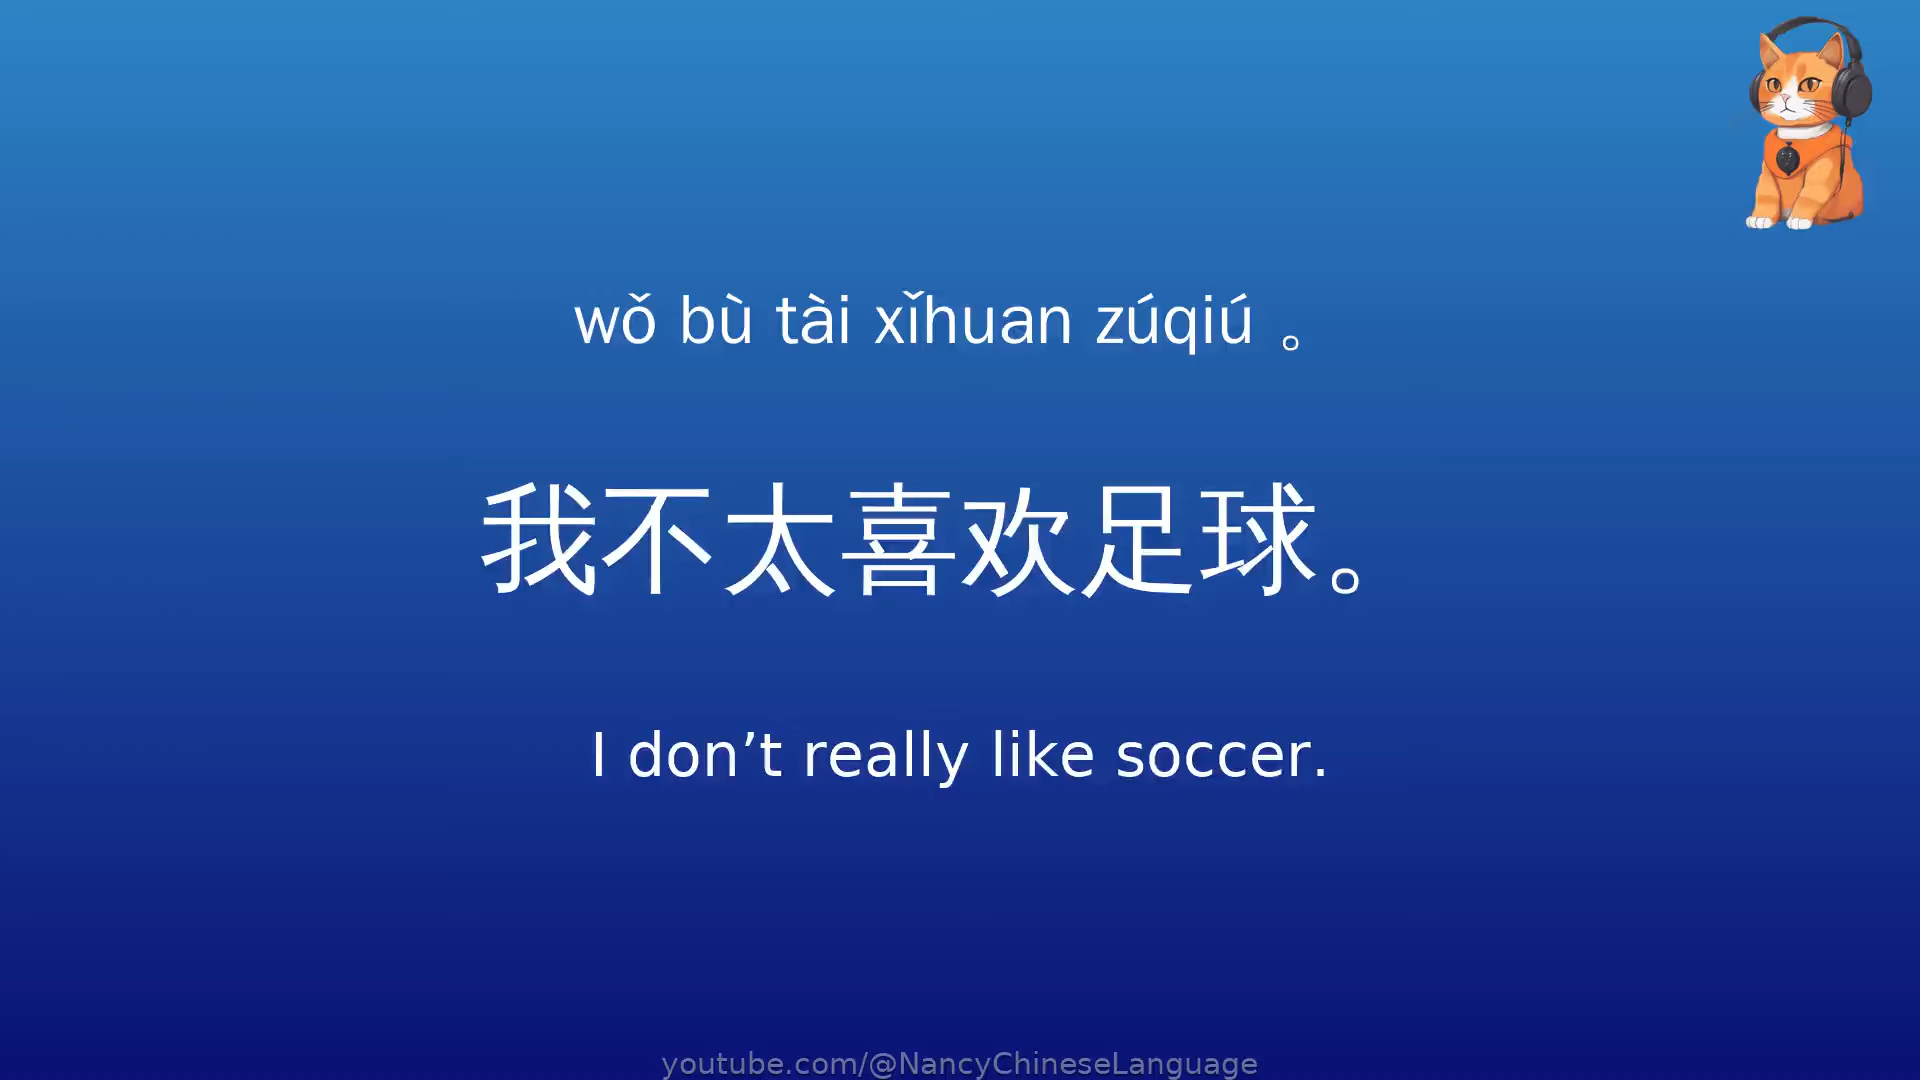 wǒ bù tài xǐhuan zúqiú 。
我不太喜欢足球。
I don’t really like soccer.
youtube.com/@NancyChineseLanguage